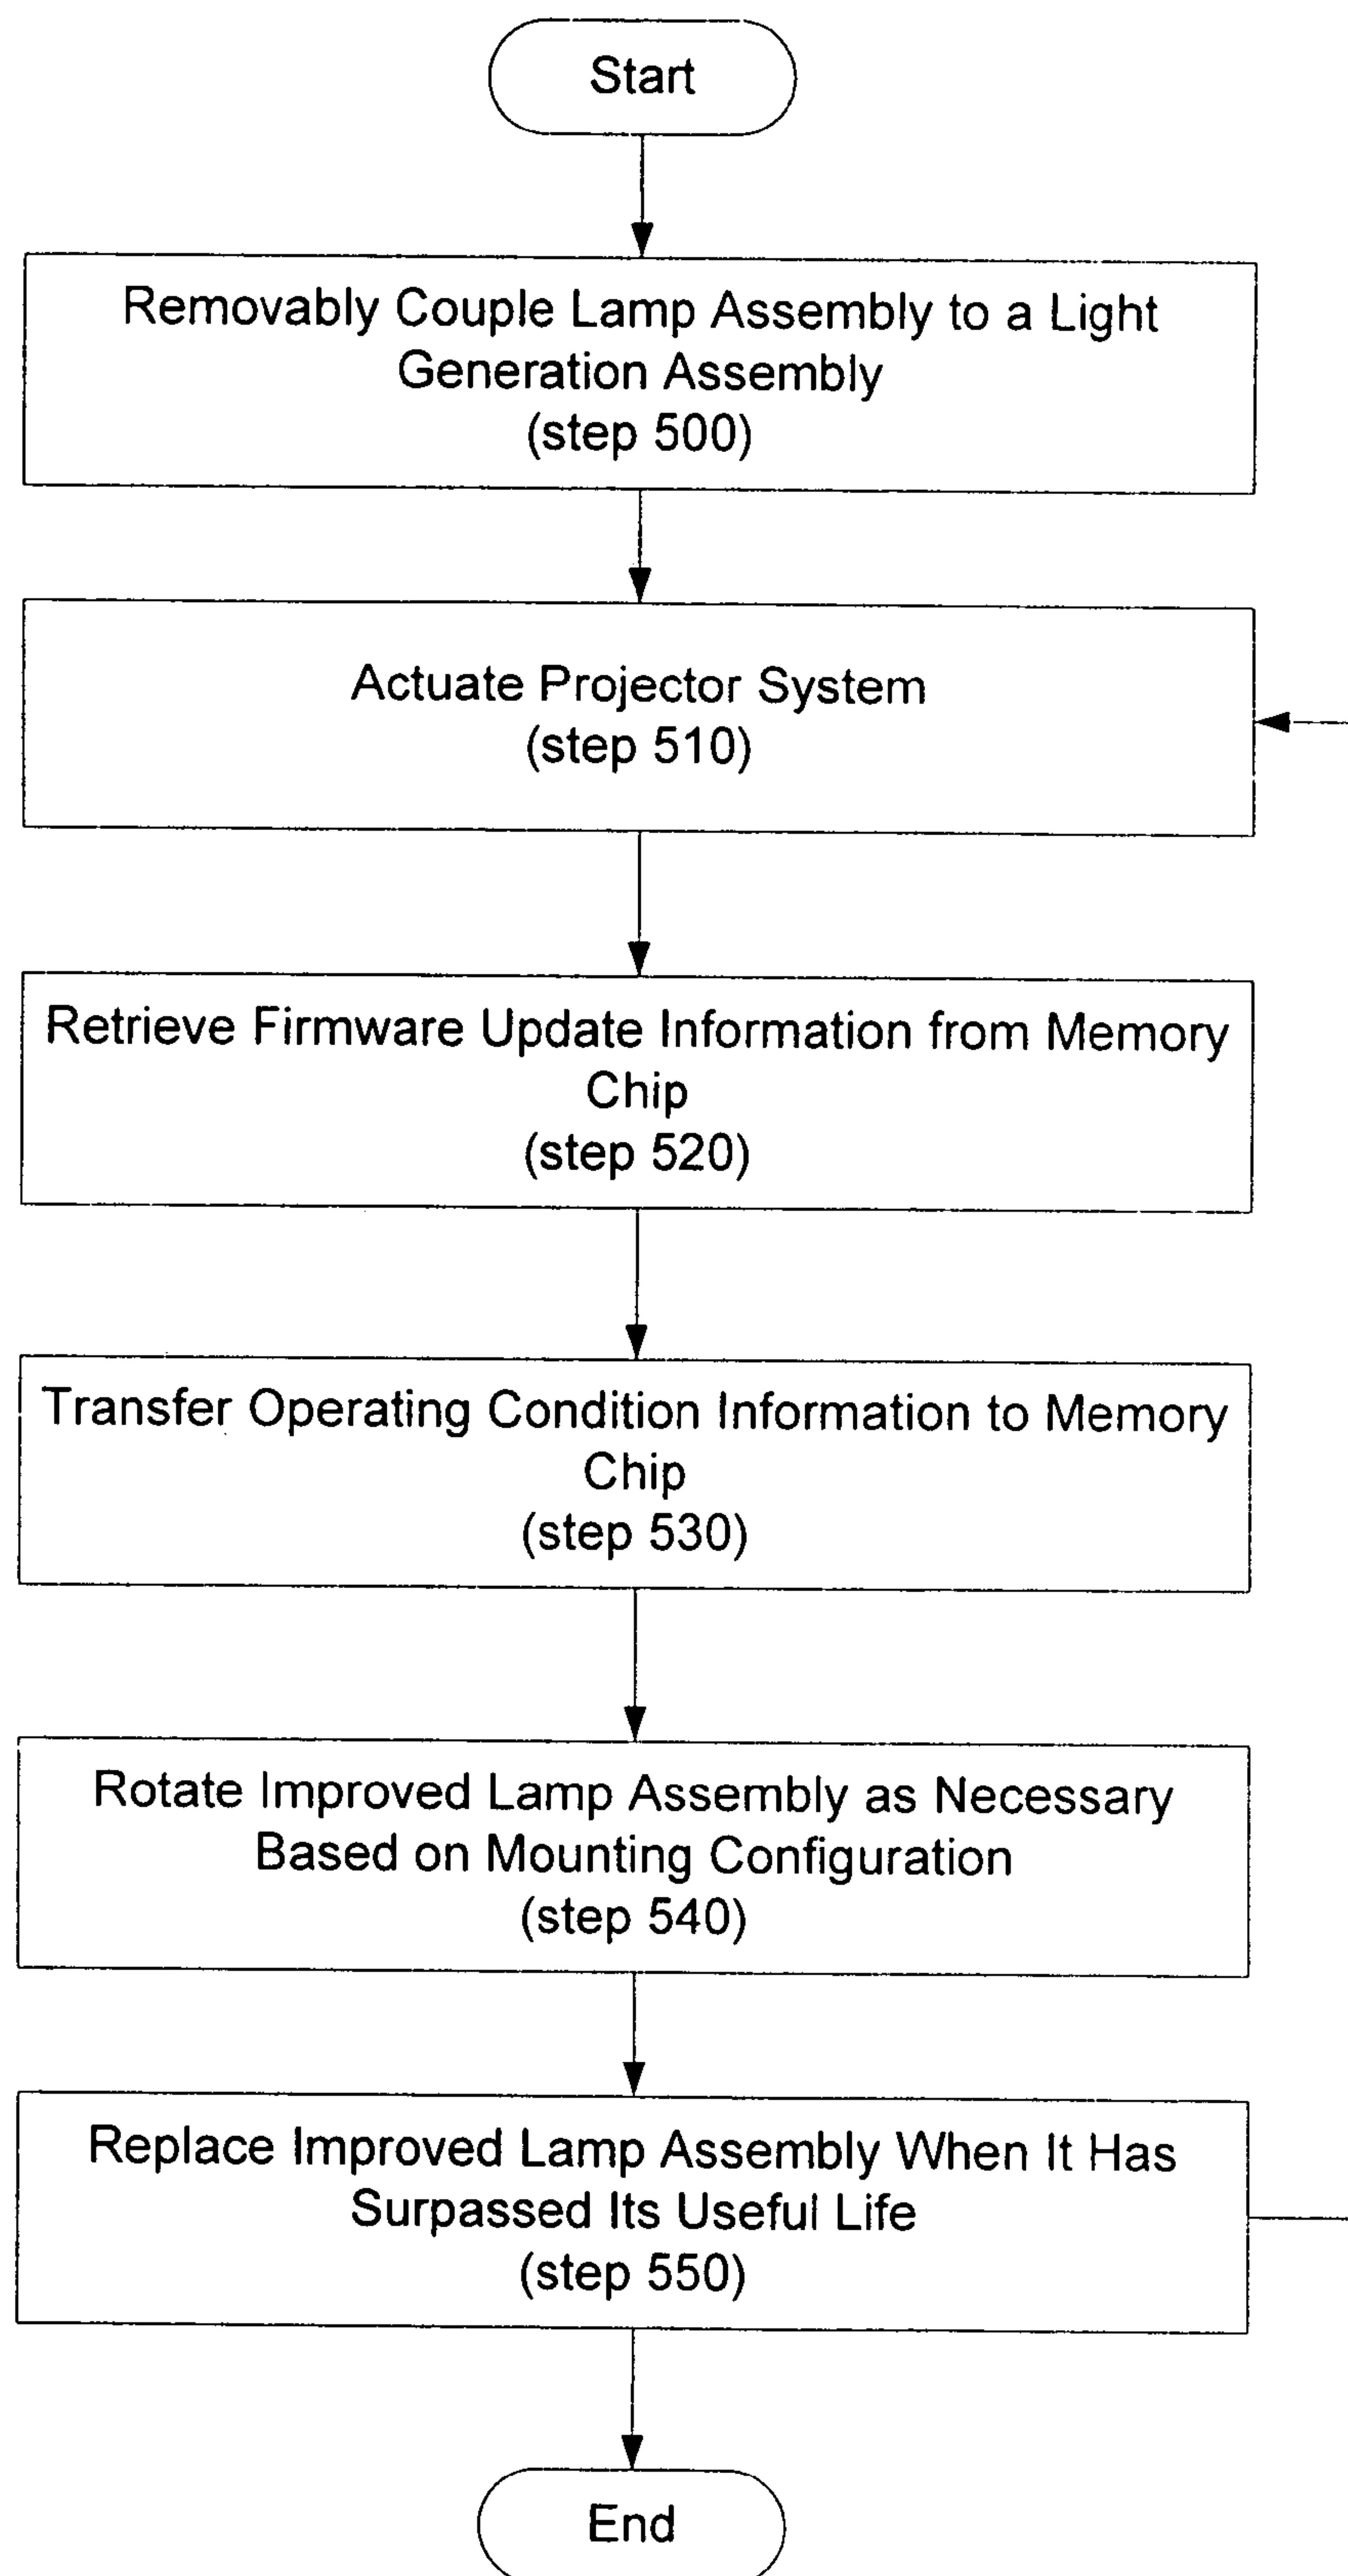 Start
Removably Couple Lamp Assembly to a Light
Generation Assembly
(step 500)
Actuate Projector System
(step 510)
Retrieve Firmware Update Information from Memory
Chip
(step 520)
Transfer Operating Condition Information to Memory
Chip
(step 530)
Rotate Improved Lamp Assembly as Necessary
Based on Mounting Configuration
(step 540)
Replace Improved Lamp Assembly When It Has
Surpassed Its Useful Life
(step 550)
End